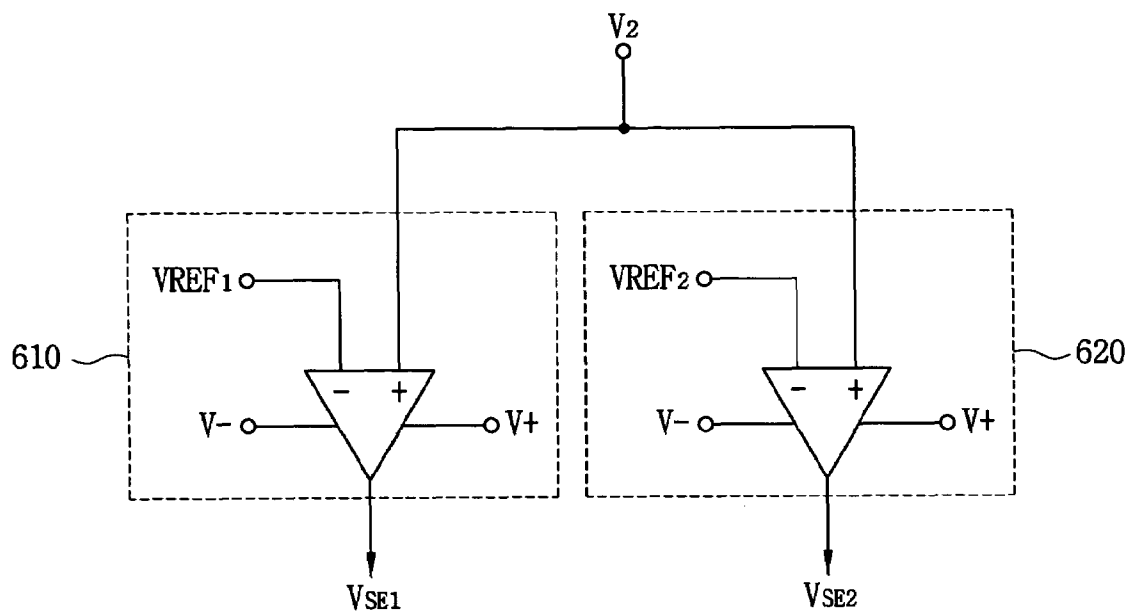 V2
VREF1
VREF2
610
620
- +
- +
V-
V+
V-
V+
VSE1
VSE2